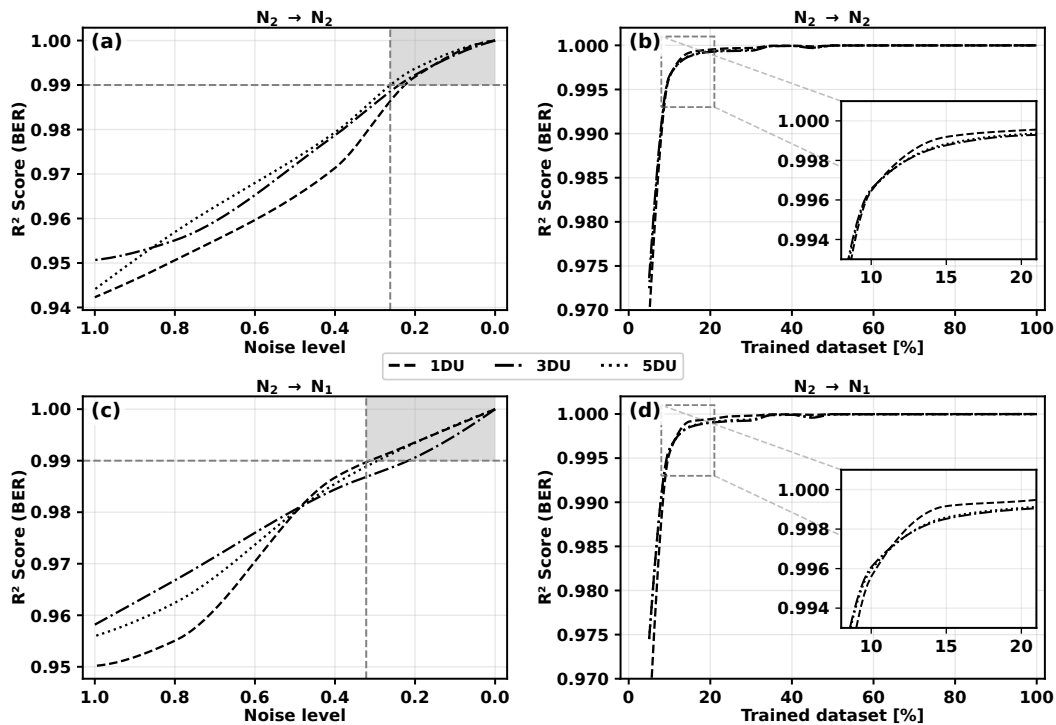 N₂ → N₂
(a)
R² Score (BER)
1.00
0.99
0.98
0.97
0.96
0.95
0.94
1.0 0.8 0.6 0.4 0.2 0.0
Noise level
N₂ → N₂
(b)
R² Score (BER)
1.000
0.995
0.990
0.985
0.980
0.975
0.970
1.000
0.998
0.996
0.994
10 15 20
0 20 40 60 80 100
Trained dataset [%]
1DU 3DU 5DU
N₂ → N₁
(c)
R² Score (BER)
1.00
0.99
0.98
0.97
0.96
0.95
1.0 0.8 0.6 0.4 0.2 0.0
Noise level
N₂ → N₁
(d)
R² Score (BER)
1.000
0.995
0.990
0.985
0.980
0.975
0.970
1.000
0.998
0.996
0.994
10 15 20
0 20 40 60 80 100
Trained dataset [%]